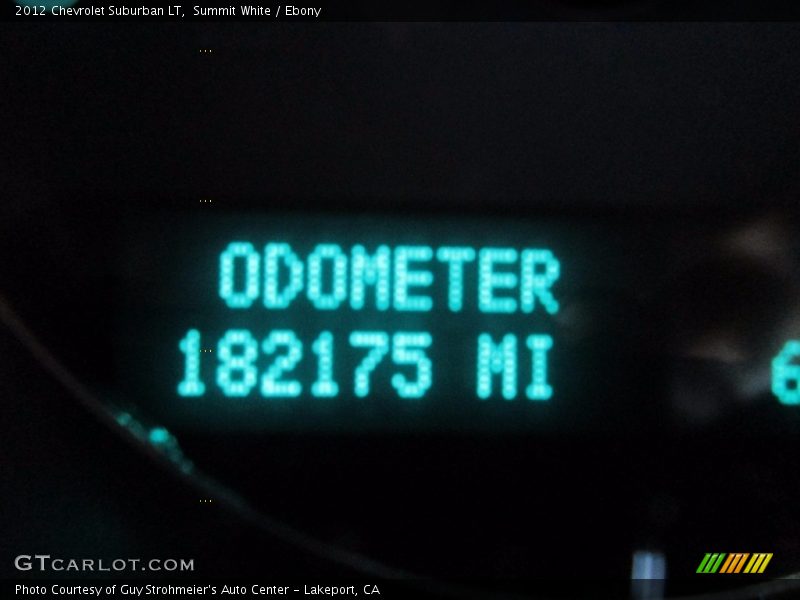 2012 Chevrolet Suburban LT,  Summit White / Ebony
ODOMETER
182175 MI
6
GTCARLOT.COM
Photo Courtesy of Guy Strohmeier's Auto Center - Lakeport, CA